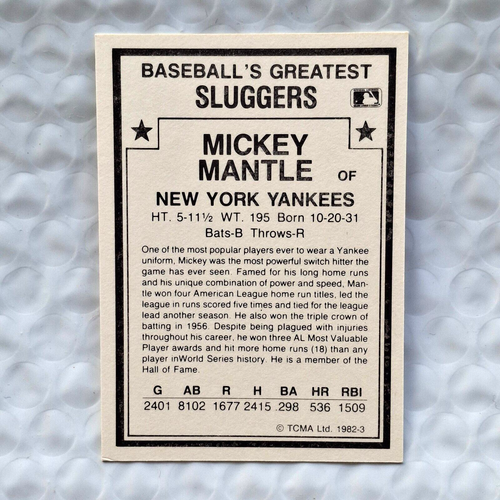 BASEBALL'S GREATEST
SLUGGERS
MICKEY
MANTLE OF
NEW YORK YANKEES
HT. 5-11½ WT. 195 Born 10-20-31
Bats-B Throws-R
One of the most popular players ever to wear a Yankee
uniform, Mickey was the most powerful switch hitter the
game has ever seen. Famed for his long home runs
and his unique combination of power and speed, Man-
tle won four American League home run titles, led the
league in runs scored five times and tied for the league
lead another season. He also won the triple crown of
batting in 1956. Despite being plagued with injuries
throughout his career, he won three AL Most Valuable
Player awards and hit more home runs (18) than any
player inWorld Series history. He is a member of the
Hall of Fame.
G AB R H BA HR RBI
2401 8102 1677 2415 .298 536 1509
© TCMA Ltd. 1982-3